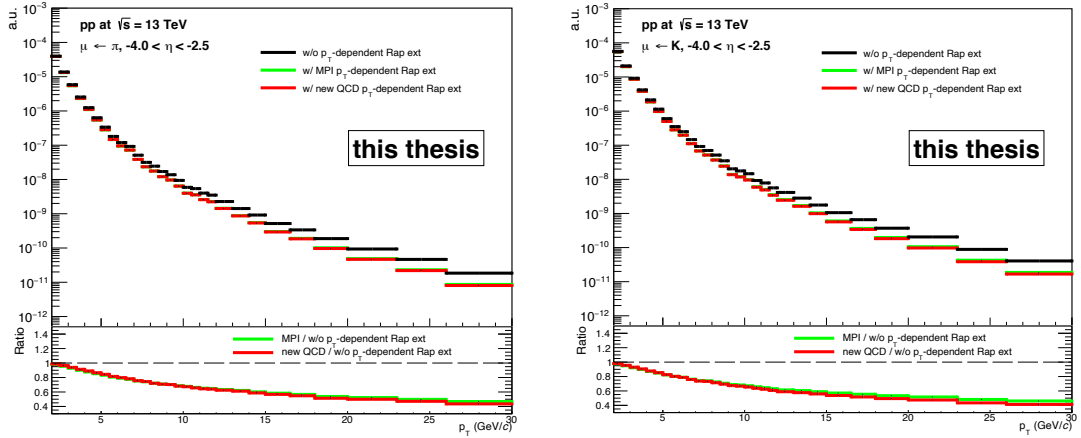 a.u.
pp at √s = 13 TeV
μ ← π, -4.0 < η < -2.5
w/o p_T-dependent Rap ext
w/ MPI p_T-dependent Rap ext
w/ new QCD p_T-dependent Rap ext
this thesis
10⁻³
10⁻⁴
10⁻⁵
10⁻⁶
10⁻⁷
10⁻⁸
10⁻⁹
10⁻¹⁰
10⁻¹¹
10⁻¹²
Ratio
MPI / w/o p_T-dependent Rap ext
new QCD / w/o p_T-dependent Rap ext
1.4
1.2
1.0
0.8
0.6
0.4
5 10 15 20 25 30
p_T (GeV/c)
a.u.
pp at √s = 13 TeV
μ ← K, -4.0 < η < -2.5
w/o p_T-dependent Rap ext
w/ MPI p_T-dependent Rap ext
w/ new QCD p_T-dependent Rap ext
this thesis
10⁻³
10⁻⁴
10⁻⁵
10⁻⁶
10⁻⁷
10⁻⁸
10⁻⁹
10⁻¹⁰
10⁻¹¹
10⁻¹²
Ratio
MPI / w/o p_T-dependent Rap ext
new QCD / w/o p_T-dependent Rap ext
1.4
1.2
1.0
0.8
0.6
0.4
5 10 15 20 25 30
p_T (GeV/c)